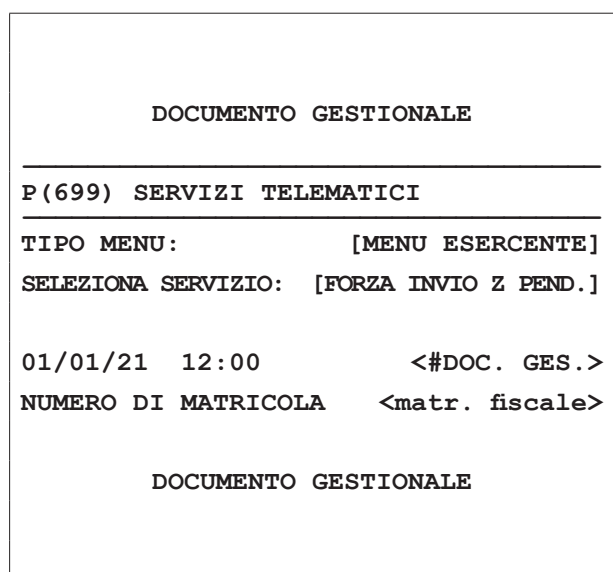 DOCUMENTO GESTIONALE
P(699) SERVIZI TELEMATICI
TIPO MENU: [MENU ESERCENTE]
SELEZIONA SERVIZIO: [FORZA INVIO Z PEND.]
01/01/21 12:00 <#DOC. GES.>
NUMERO DI MATRICOLA <matr. fiscale>
DOCUMENTO GESTIONALE